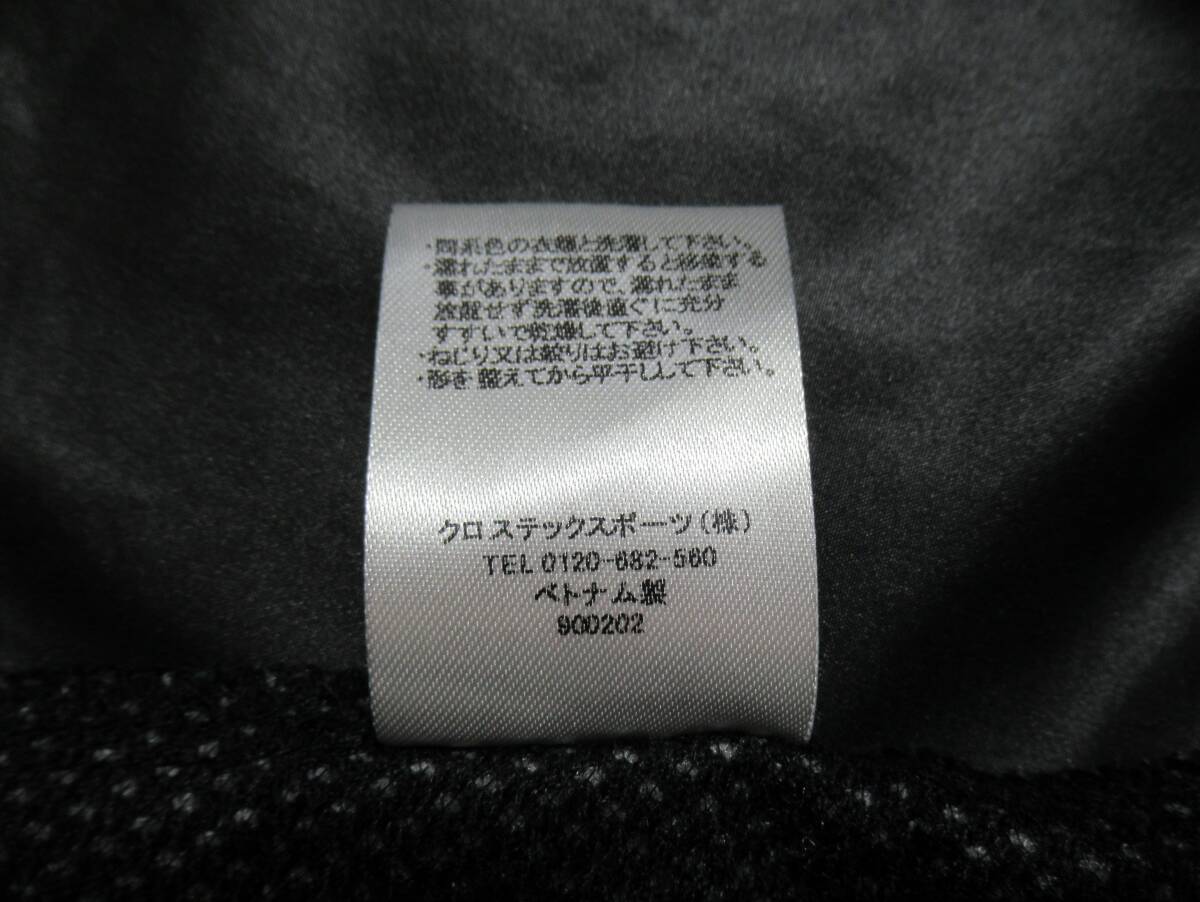 ・同系色の衣類と洗濯して下さい。
・濡れたままで放置すると移染する
事がありますので、濡れたまま
放置せず洗濯後直ぐに充分
すすいで乾燥して下さい。
・ねじり又は絞りはお避け下さい。
・形を整えてから平干しして下さい。
クロステックスポーツ(株)
TEL 0120-682-560
ベトナム製
900202